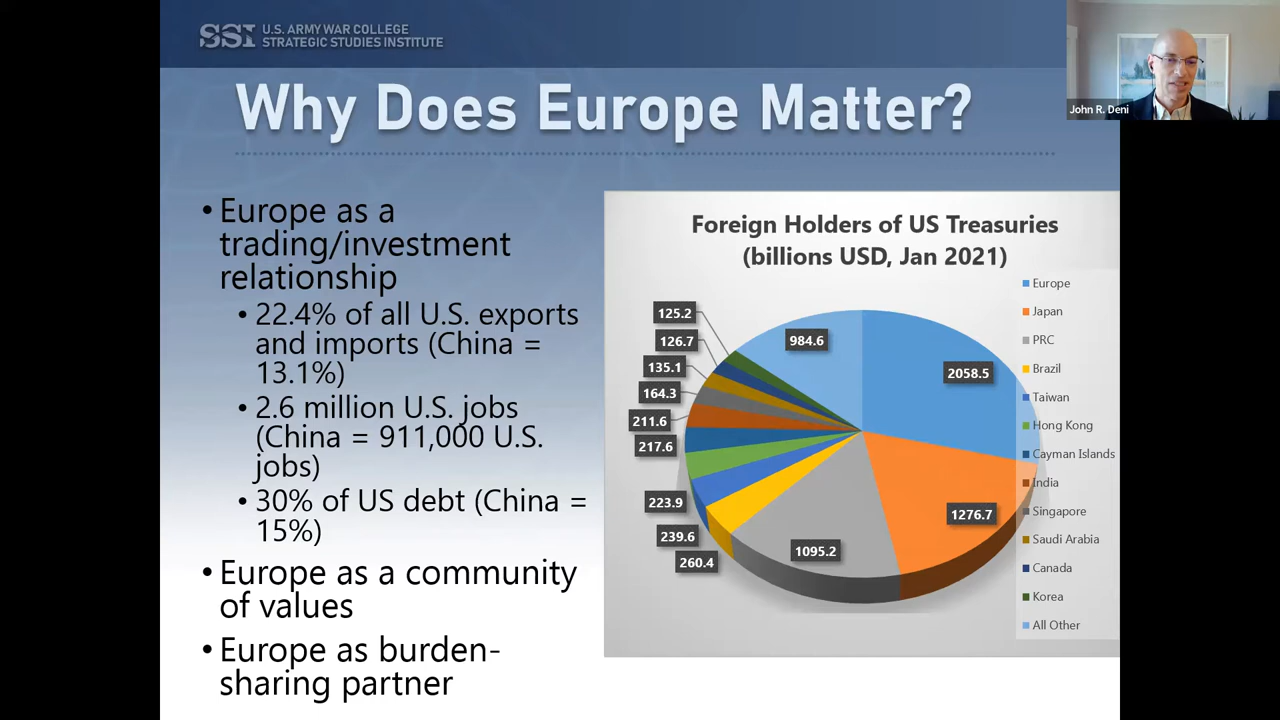 SSI U.S. ARMY WAR COLLEGE
STRATEGIC STUDIES INSTITUTE
John R. Deni
Why Does Europe Matter?
• Europe as a
trading/investment
relationship
• 22.4% of all U.S. exports
and imports (China =
13.1%)
• 2.6 million U.S. jobs
(China = 911,000 U.S.
jobs)
• 30% of US debt (China =
15%)
• Europe as a community
of values
• Europe as burden-
sharing partner
Foreign Holders of US Treasuries
(billions USD, Jan 2021)
2058.5
1276.7
1095.2
260.4
239.6
223.9
217.6
211.6
164.3
135.1
126.7
125.2
984.6
Europe
Japan
PRC
Brazil
Taiwan
Hong Kong
Cayman Islands
India
Singapore
Saudi Arabia
Canada
Korea
All Other